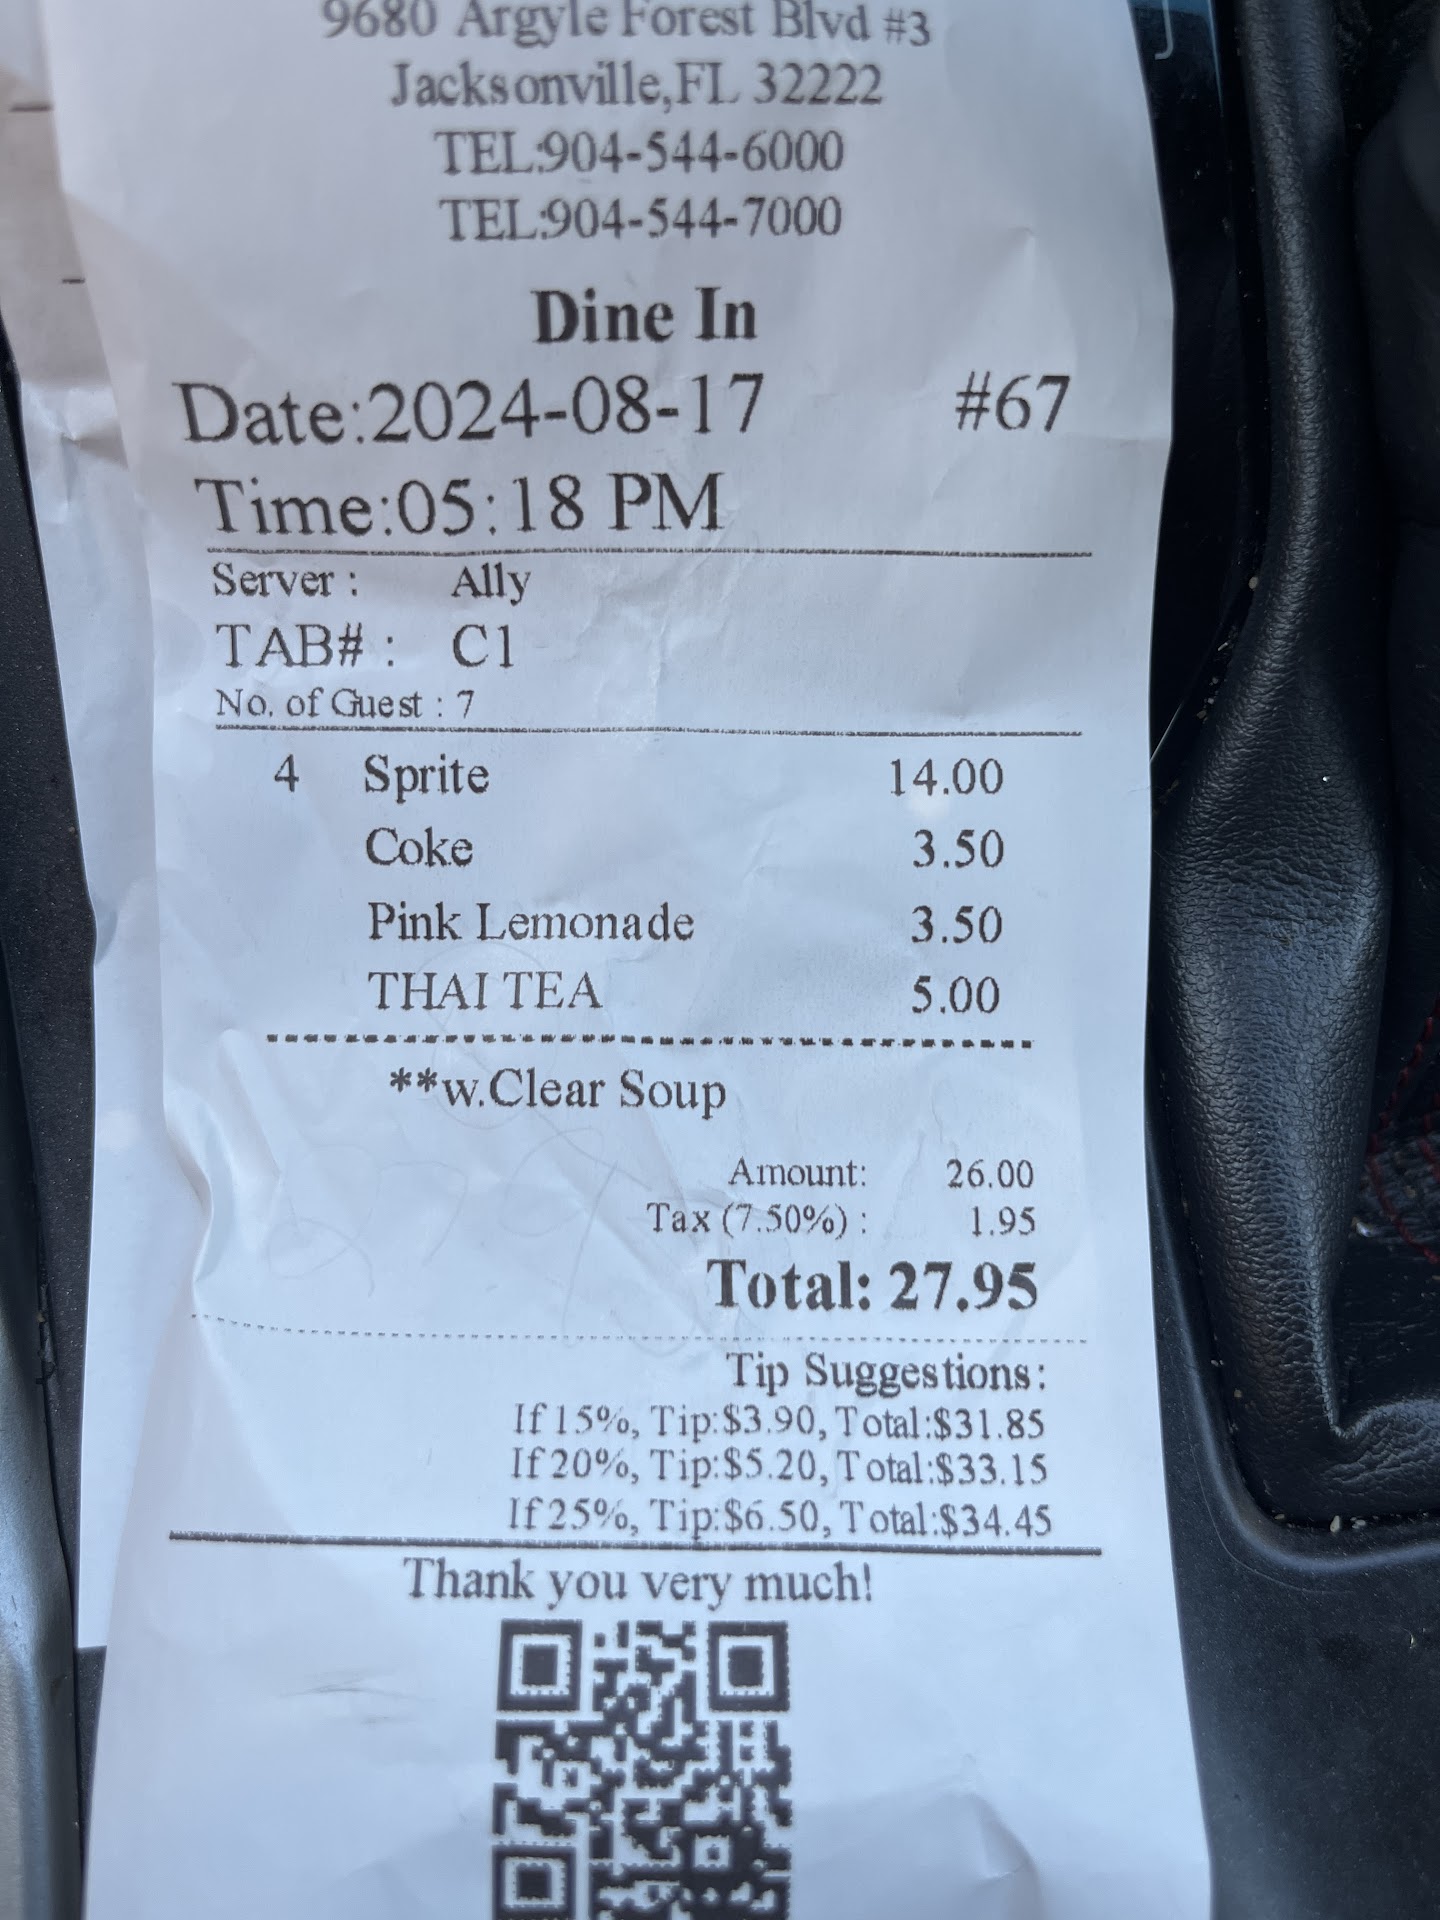 9680 Argyle Forest Blvd #3
Jacksonville,FL 32222
TEL:904-544-6000
TEL:904-544-7000
Dine In
Date:2024-08-17 #67
Time:05:18 PM
Server : Ally
TAB# : C1
No. of Guest : 7
4 Sprite 14.00
Coke 3.50
Pink Lemonade 3.50
THAI TEA 5.00
**w.Clear Soup
Amount: 26.00
Tax (7.50%) : 1.95
Total: 27.95
Tip Suggestions:
If 15%, Tip:$3.90, Total:$31.85
If 20%, Tip:$5.20, Total:$33.15
If 25%, Tip:$6.50, Total:$34.45
Thank you very much!